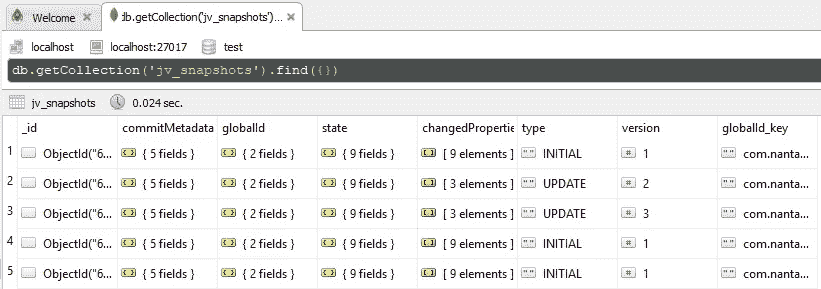 Welcome db.getCollection('jv_snapshots')...
localhost localhost:27017 test
db.getCollection('jv_snapshots').find({})
jv_snapshots 0.024 sec.
_id commitMetadata globalId state changedPropertie type version globalId_key
1 ObjectId("6... { 5 fields } { 2 fields } { 9 fields } [ 9 elements ] INITIAL 1 com.nanta...
2 ObjectId("6... { 5 fields } { 2 fields } { 9 fields } [ 3 elements ] UPDATE 2 com.nanta...
3 ObjectId("6... { 5 fields } { 2 fields } { 9 fields } [ 3 elements ] UPDATE 3 com.nanta...
4 ObjectId("6... { 5 fields } { 2 fields } { 9 fields } [ 9 elements ] INITIAL 1 com.nanta...
5 ObjectId("6... { 5 fields } { 2 fields } { 9 fields } [ 9 elements ] INITIAL 1 com.nanta...